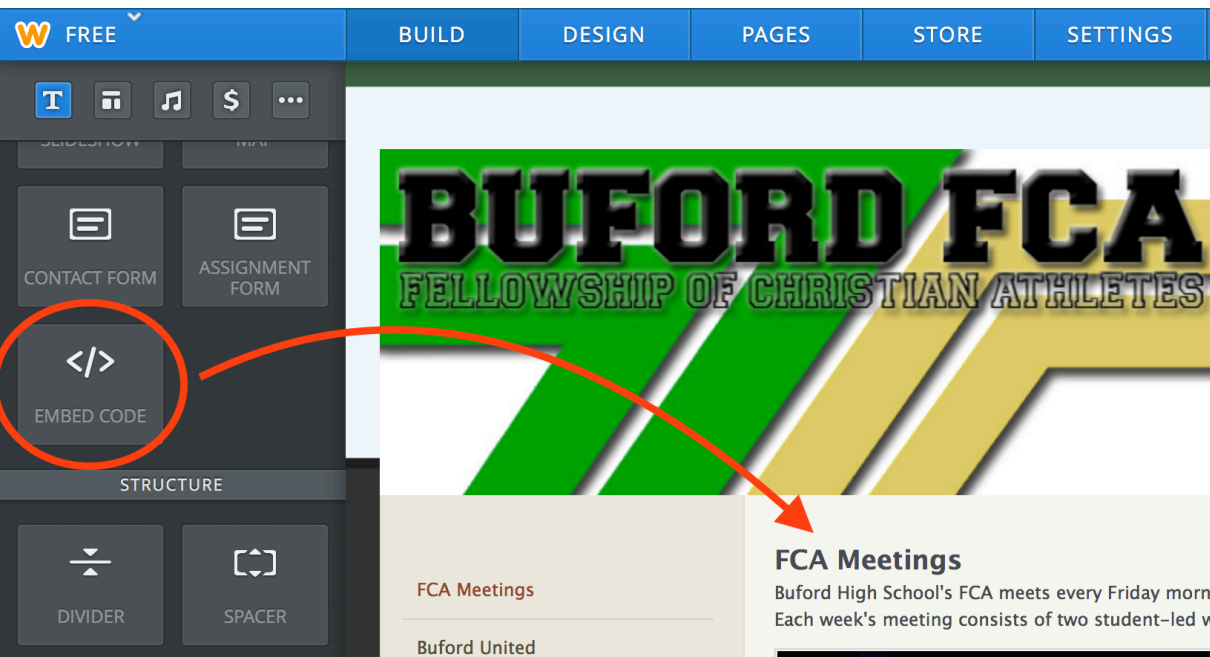 W FREE
BUILD
DESIGN
PAGES
STORE
SETTINGS
T
$
SLIDESHOW
MAP
CONTACT FORM
ASSIGNMENT
FORM
</>
EMBED CODE
STRUCTURE
DIVIDER
SPACER
BUFORD FCA
FELLOWSHIP OF CHRISTIAN ATHLETES
FCA Meetings
Buford United
FCA Meetings
Buford High School's FCA meets every Friday morn
Each week's meeting consists of two student-led w